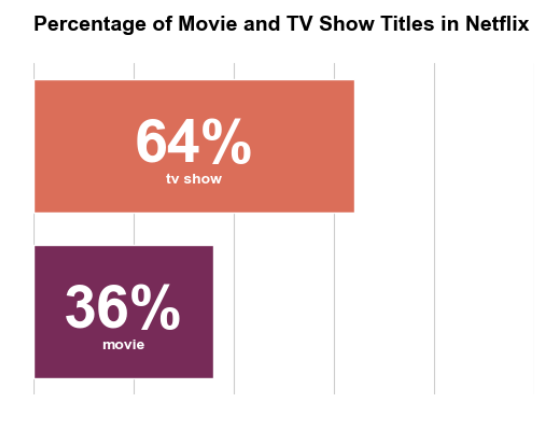 Percentage of Movie and TV Show Titles in Netflix
64%
tv show
36%
movie